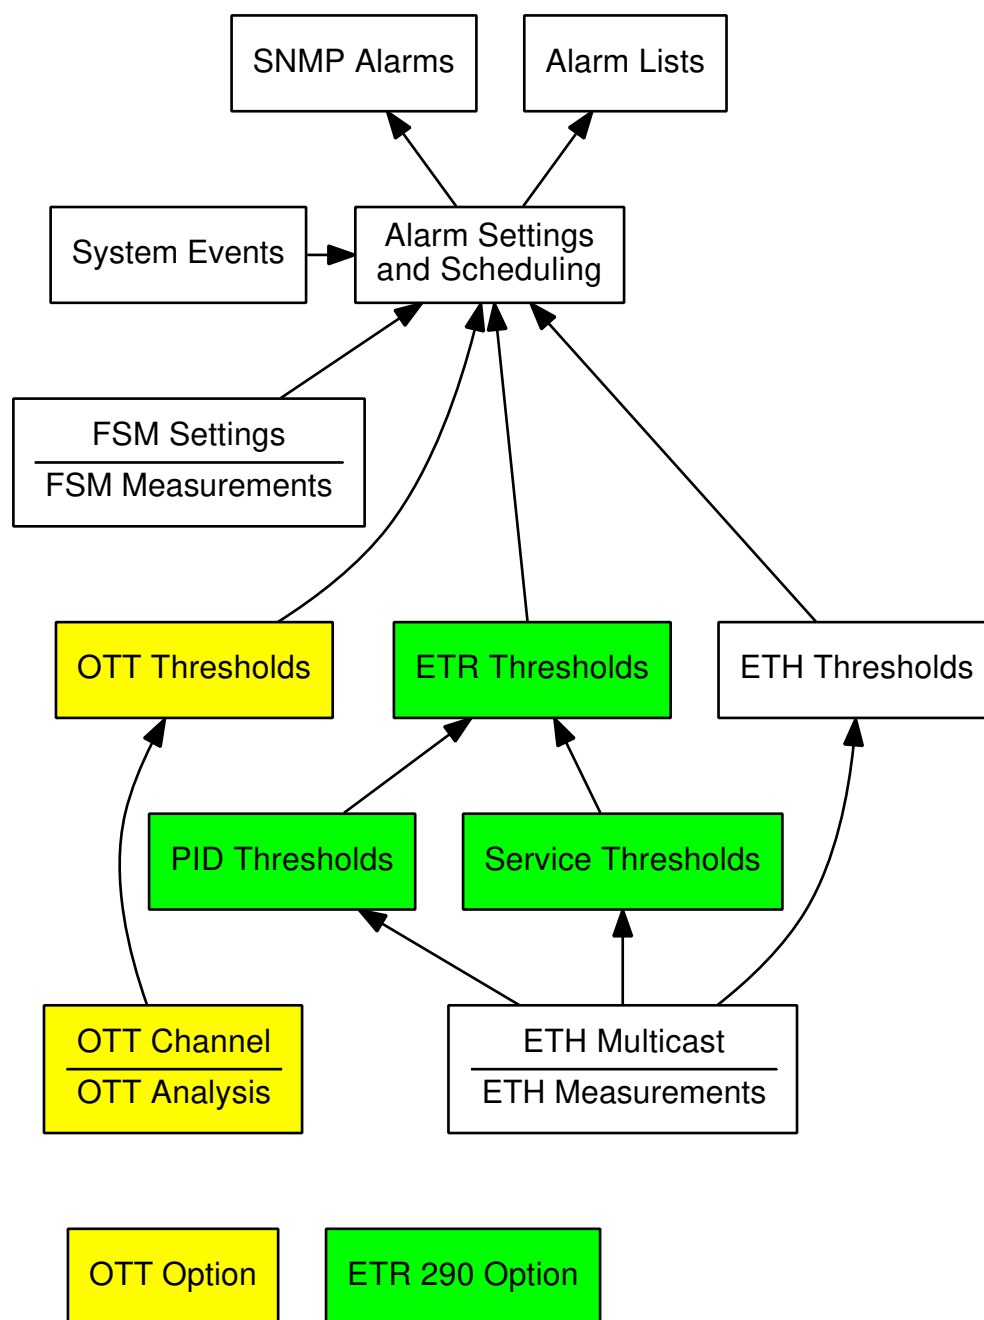 SNMP Alarms
Alarm Lists
System Events
Alarm Settings
and Scheduling
FSM Settings
FSM Measurements
OTT Thresholds
ETR Thresholds
ETH Thresholds
PID Thresholds
Service Thresholds
OTT Channel
OTT Analysis
ETH Multicast
ETH Measurements
OTT Option
ETR 290 Option